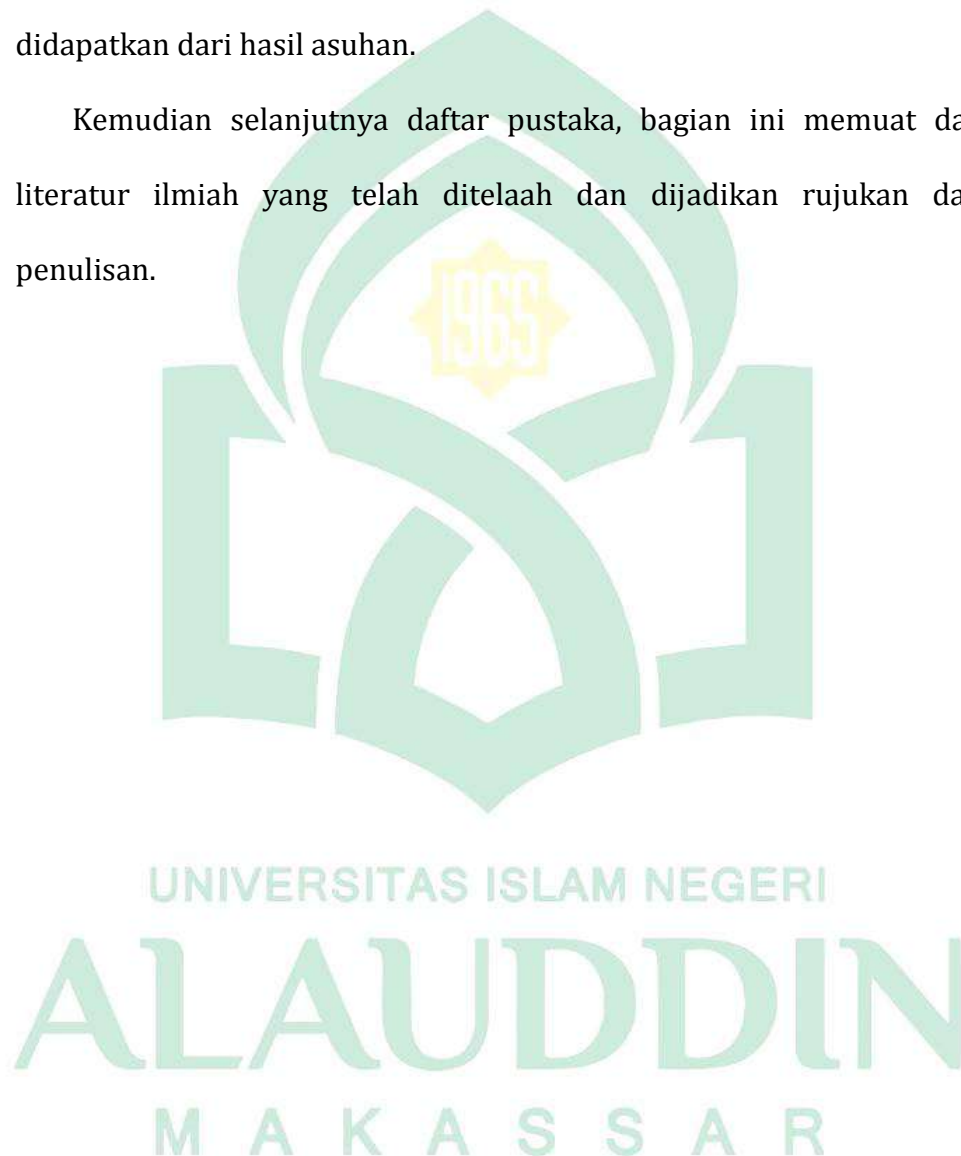 didapatkan dari hasil asuhan.
Kemudian selanjutnya daftar pustaka, bagian ini memuat da
literatur ilmiah yang telah ditelaah dan dijadikan rujukan da
penulisan.
1965
UNIVERSITAS ISLAM NEGERI
ALAUDDIN
MAKASSAR